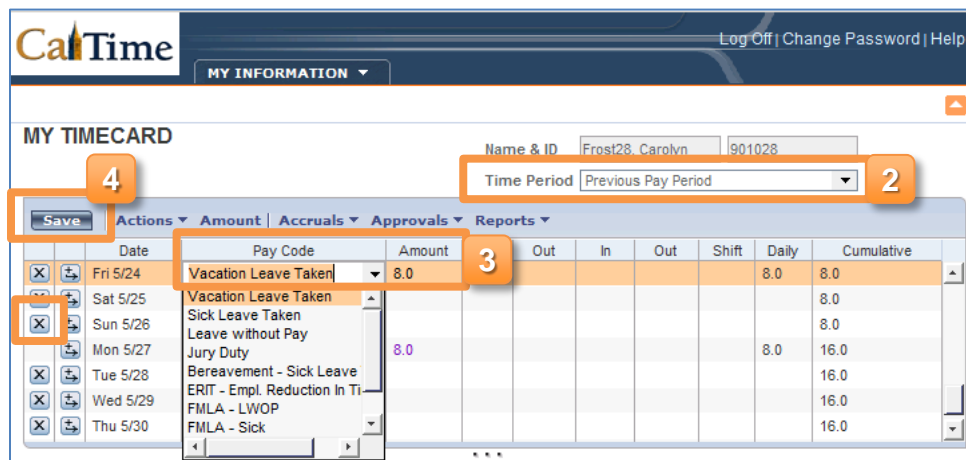 CalTime
Log Off | Change Password | Help
MY INFORMATION
MY TIMECARD
Name & ID Frost28, Carolyn 901028
4
Time Period Previous Pay Period 2
Save Actions Amount | Accruals Approvals Reports
Date Pay Code Amount Out In Out Shift Daily Cumulative
3
Fri 5/24 Vacation Leave Taken 8.0 8.0 8.0
Sat 5/25 Vacation Leave Taken 8.0
Sick Leave Taken
Sun 5/26 Leave without Pay 8.0
Mon 5/27 Jury Duty 8.0 8.0 16.0
Tue 5/28 Bereavement - Sick Leave 16.0
ERIT - Empl. Reduction In Ti
Wed 5/29 FMLA - LWOP 16.0
Thu 5/30 FMLA - Sick 16.0
...